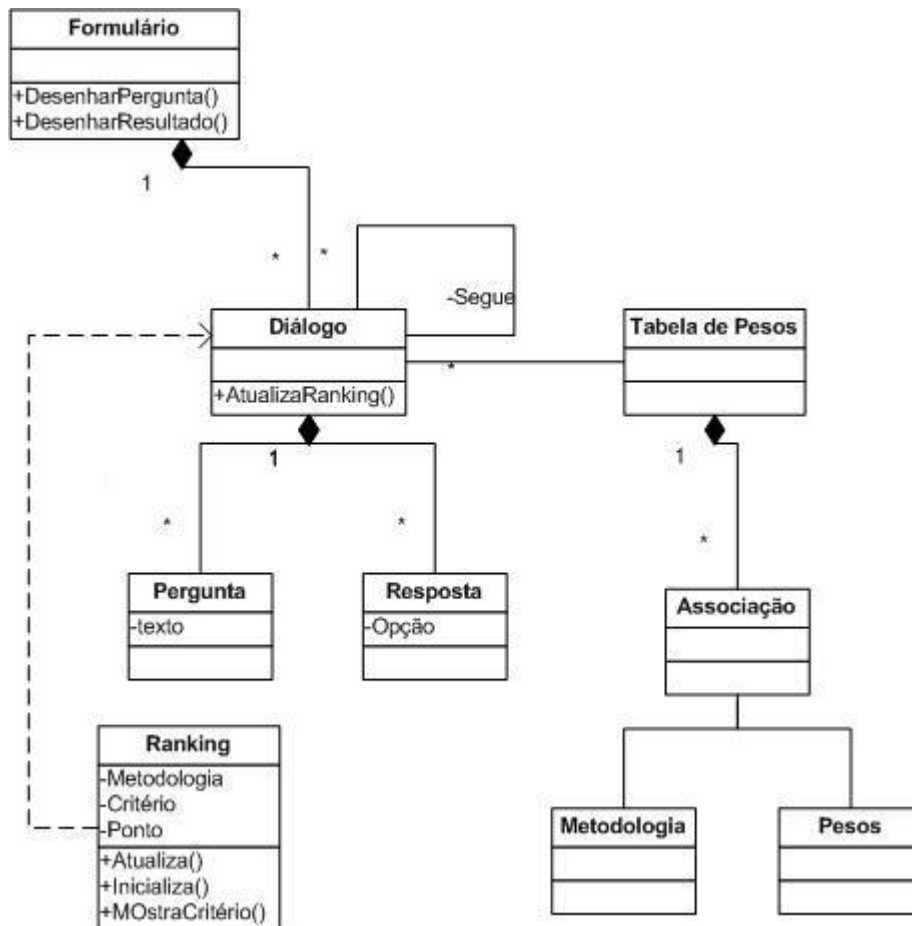 Formulário
+DesenharPergunta()
+DesenharResultado()
1
*
*
-Segue
Diálogo
+AtualizaRanking()
*
Tabela de Pesos
1
1
*
*
*
Pergunta
-texto
Resposta
-Opção
Associação
Ranking
-Metodologia
-Critério
-Ponto
+Atualiza()
+Inicializa()
+MOstraCritério()
Metodologia
Pesos